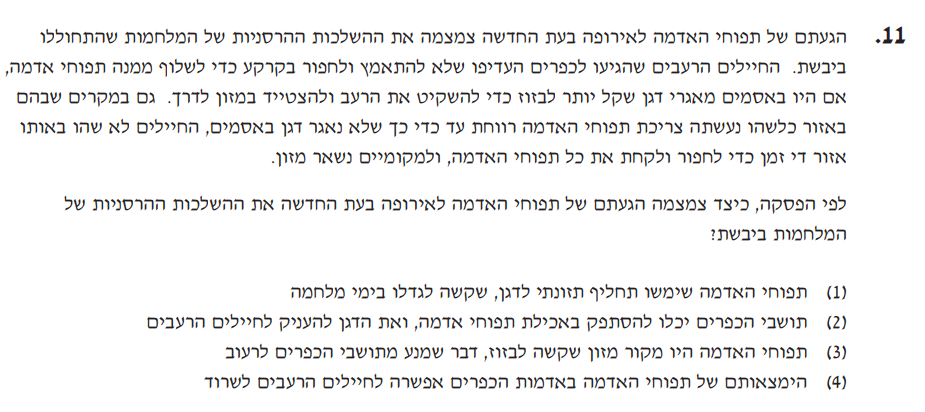 11. הגעתם של תפוחי האדמה לאירופה בעת החדשה צמצמה את ההשלכות ההרסניות של המלחמות שהתחוללו
ביבשת. החיילים הרעבים שהגיעו לכפרים העדיפו שלא להתאמץ ולחפור בקרקע כדי לשלוף ממנה תפוחי אדמה,
אם היו באסמים מאגרי דגן שקל יותר לבזוז כדי להשקיט את הרעב ולהצטייד במזון לדרך. גם במקרים שבהם
באזור כלשהו נעשתה צריכת תפוחי האדמה רווחת עד כדי כך שלא נאגר דגן באסמים, החיילים לא שהו באותו
אזור די זמן כדי לחפור ולקחת את כל תפוחי האדמה, ולמקומיים נשאר מזון.
לפי הפסקה, כיצד צמצמה הגעתם של תפוחי האדמה לאירופה בעת החדשה את ההשלכות ההרסניות של
המלחמות ביבשת?
(1) תפוחי האדמה שימשו תחליף תזונתי לדגן, שקשה לגדלו בימי מלחמה
(2) תושבי הכפרים יכלו להסתפק באכילת תפוחי אדמה, ואת הדגן להעניק לחיילים הרעבים
(3) תפוחי האדמה היו מקור מזון שקשה לבזוז, דבר שמנע מתושבי הכפרים לרעוב
(4) הימצאותם של תפוחי האדמה באדמות הכפרים אפשרה לחיילים הרעבים לשרוד